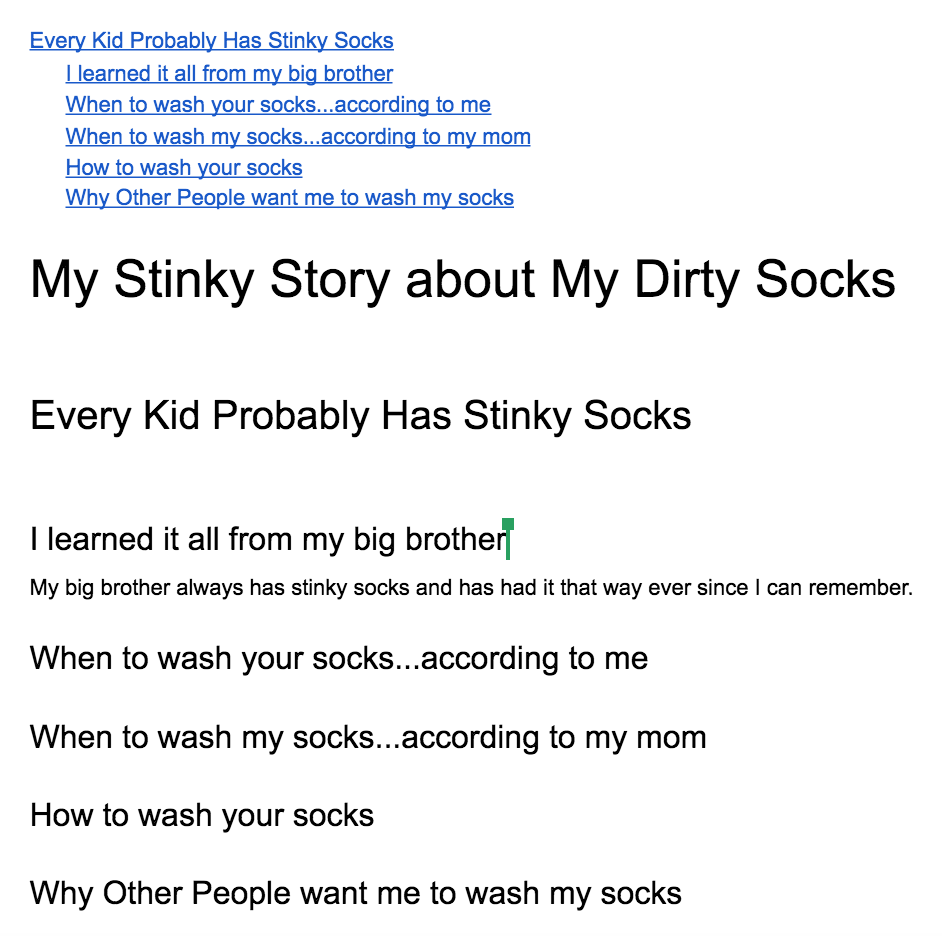 Every Kid Probably Has Stinky Socks
I learned it all from my big brother
When to wash your socks...according to me
When to wash my socks...according to my mom
How to wash your socks
Why Other People want me to wash my socks
My Stinky Story about My Dirty Socks
Every Kid Probably Has Stinky Socks
I learned it all from my big brother
My big brother always has stinky socks and has had it that way ever since I can remember.
When to wash your socks...according to me
When to wash my socks...according to my mom
How to wash your socks
Why Other People want me to wash my socks